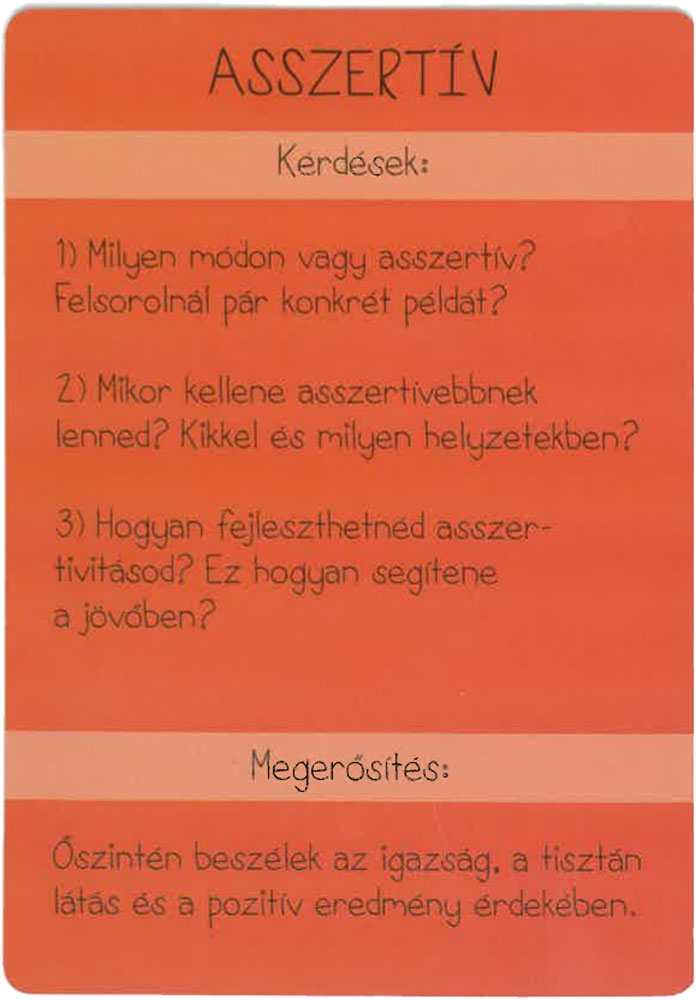 ASSZERTÍV
Kérdések:
1) Milyen módon vagy asszertív?
Felsorolnál pár konkrét példát?
2) Mikor kellene asszertívebbnek
lenned? Kikkel és milyen helyzetekben?
3) Hogyan fejleszthetnéd asszer-
tivitásod? Ez hogyan segítene
a jövőben?
Megerősítés:
Őszintén beszélek az igazság, a tisztán
látás és a pozitív eredmény érdekében.